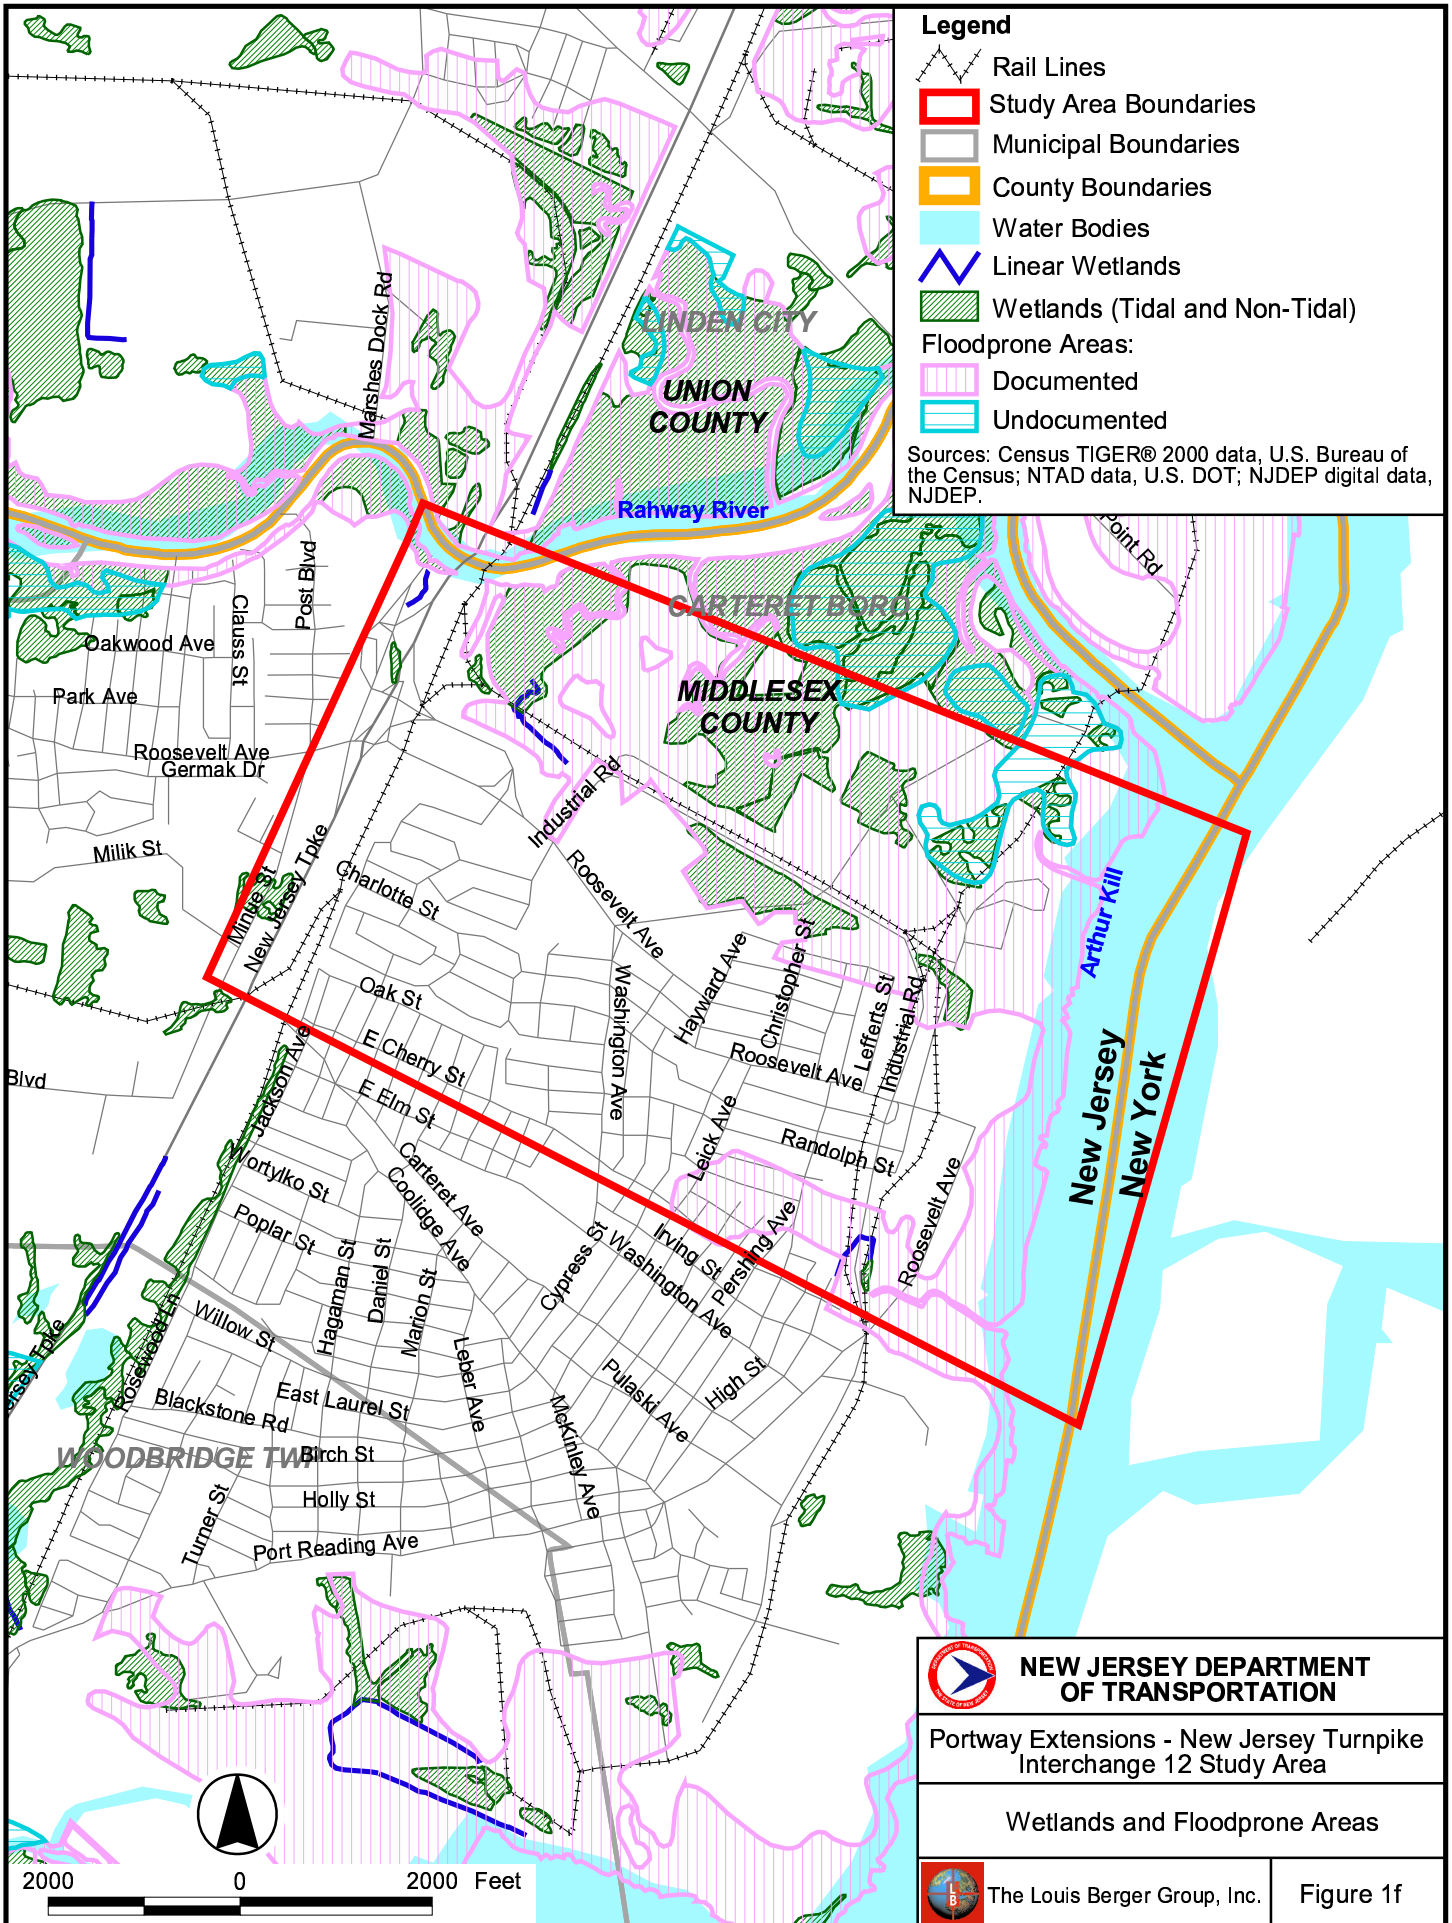 Legend
Rail Lines
Study Area Boundaries
Municipal Boundaries
County Boundaries
Water Bodies
Linear Wetlands
Wetlands (Tidal and Non-Tidal)
Floodprone Areas:
Documented
Undocumented
Sources: Census TIGER® 2000 data, U.S. Bureau of
the Census; NTAD data, U.S. DOT; NJDEP digital data,
NJDEP.
Marshes Dock Rd
LINDEN CITY
UNION
COUNTY
Rahway River
Point Rd
Post Blvd
Clauss St
CARTERET BORO
Oakwood Ave
Park Ave
MIDDLESEX
COUNTY
Roosevelt Ave
Germak Dr
Industrial Rd
Milik St
Minue St
New Jersey Tpke
Charlotte St
Roosevelt Ave
Arthur Kill
Oak St
Washington Ave
Hayward Ave
Christopher St
Lefferts St
Industrial Rd
E Cherry St
Roosevelt Ave
Blvd
Jackson Ave
E Elm St
Leick Ave
Randolph St
New Jersey
New York
Wortylko St
Carteret Ave
Coolidge Ave
Poplar St
Roosevelt Ave
Hagaman St
Daniel St
Marion St
Cypress St
Washington Ave
Irving St
Pershing Ave
Willow St
Rosewood Ln
ersey Tpke
Leber Ave
Pulaski Ave
High St
East Laurel St
Blackstone Rd
McKinley Ave
WOODBRIDGE TWP
Birch St
Holly St
Turner St
Port Reading Ave
2000 0 2000 Feet
DEPARTMENT OF TRANSPORTATION
THE STATE OF NEW JERSEY
NEW JERSEY DEPARTMENT
OF TRANSPORTATION
Portway Extensions - New Jersey Turnpike
Interchange 12 Study Area
Wetlands and Floodprone Areas
L
B
The Louis Berger Group, Inc.
Figure 1f